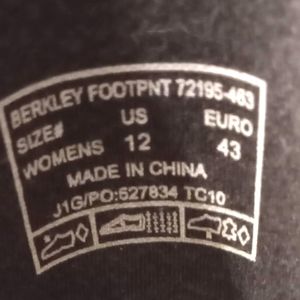 BERKLEY FOOTPNT 72195-463
SIZE# US EURO
WOMENS 12 43
MADE IN CHINA
J1G/PO:527834 TC10